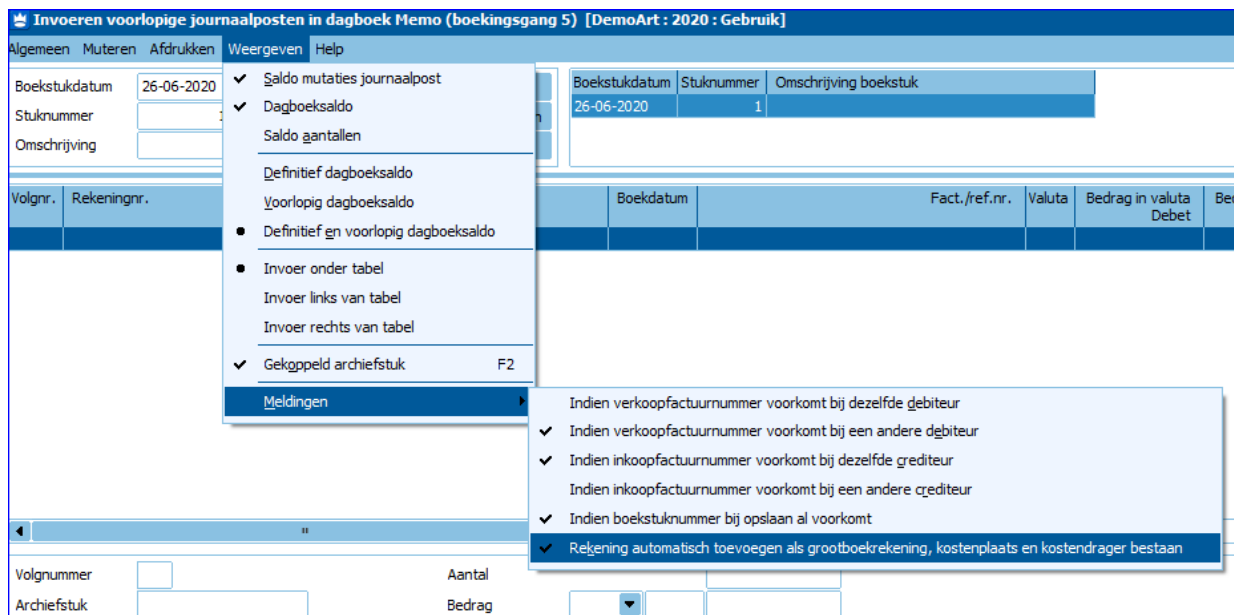 Invoeren voorlopige journaalposten in dagboek Memo (boekingsgang 5) [DemoArt : 2020 : Gebruik]
Algemeen Muteren Afdrukken Weergeven Help
Boekstukdatum 26-06-2020
Stuknummer 1
Omschrijving
Saldo mutaties journaalpost
Dagboeksaldo
Saldo aantallen
Definitief dagboeksaldo
Voorlopig dagboeksaldo
Definitief en voorlopig dagboeksaldo
Invoer onder tabel
Invoer links van tabel
Invoer rechts van tabel
Gekoppeld archiefstuk F2
Meldingen
Boekstukdatum Stuknummer Omschrijving boekstuk
26-06-2020 1
Volgnr. Rekeningnr. Boekdatum Fact./ref.nr. Valuta Bedrag in valuta
Debet
Indien verkoopfactuurnummer voorkomt bij dezelfde debiteur
Indien verkoopfactuurnummer voorkomt bij een andere debiteur
Indien inkoopfactuurnummer voorkomt bij dezelfde crediteur
Indien inkoopfactuurnummer voorkomt bij een andere crediteur
Indien boekstuknummer bij opslaan al voorkomt
Rekening automatisch toevoegen als grootboekrekening, kostenplaats en kostendrager bestaan
Volgnummer Aantal
Archiefstuk Bedrag